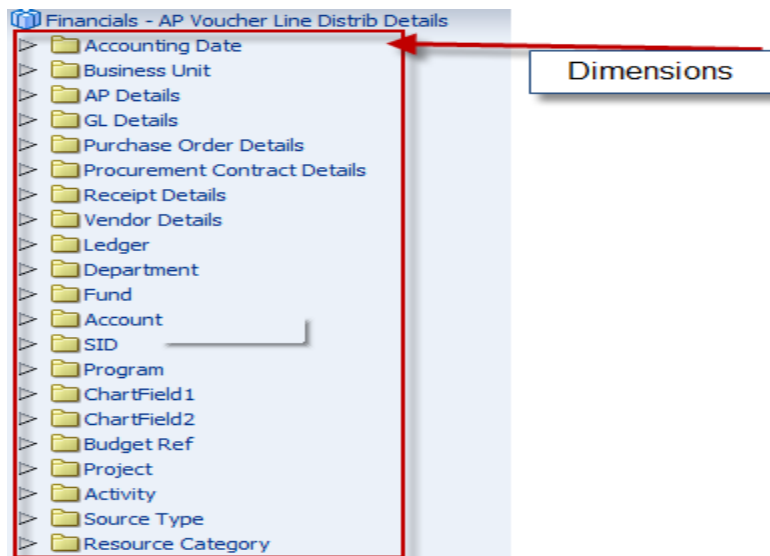 Financials - AP Voucher Line Distrib Details
Accounting Date
Dimensions
Business Unit
AP Details
GL Details
Purchase Order Details
Procurement Contract Details
Receipt Details
Vendor Details
Ledger
Department
Fund
Account
SID
Program
ChartField1
ChartField2
Budget Ref
Project
Activity
Source Type
Resource Category